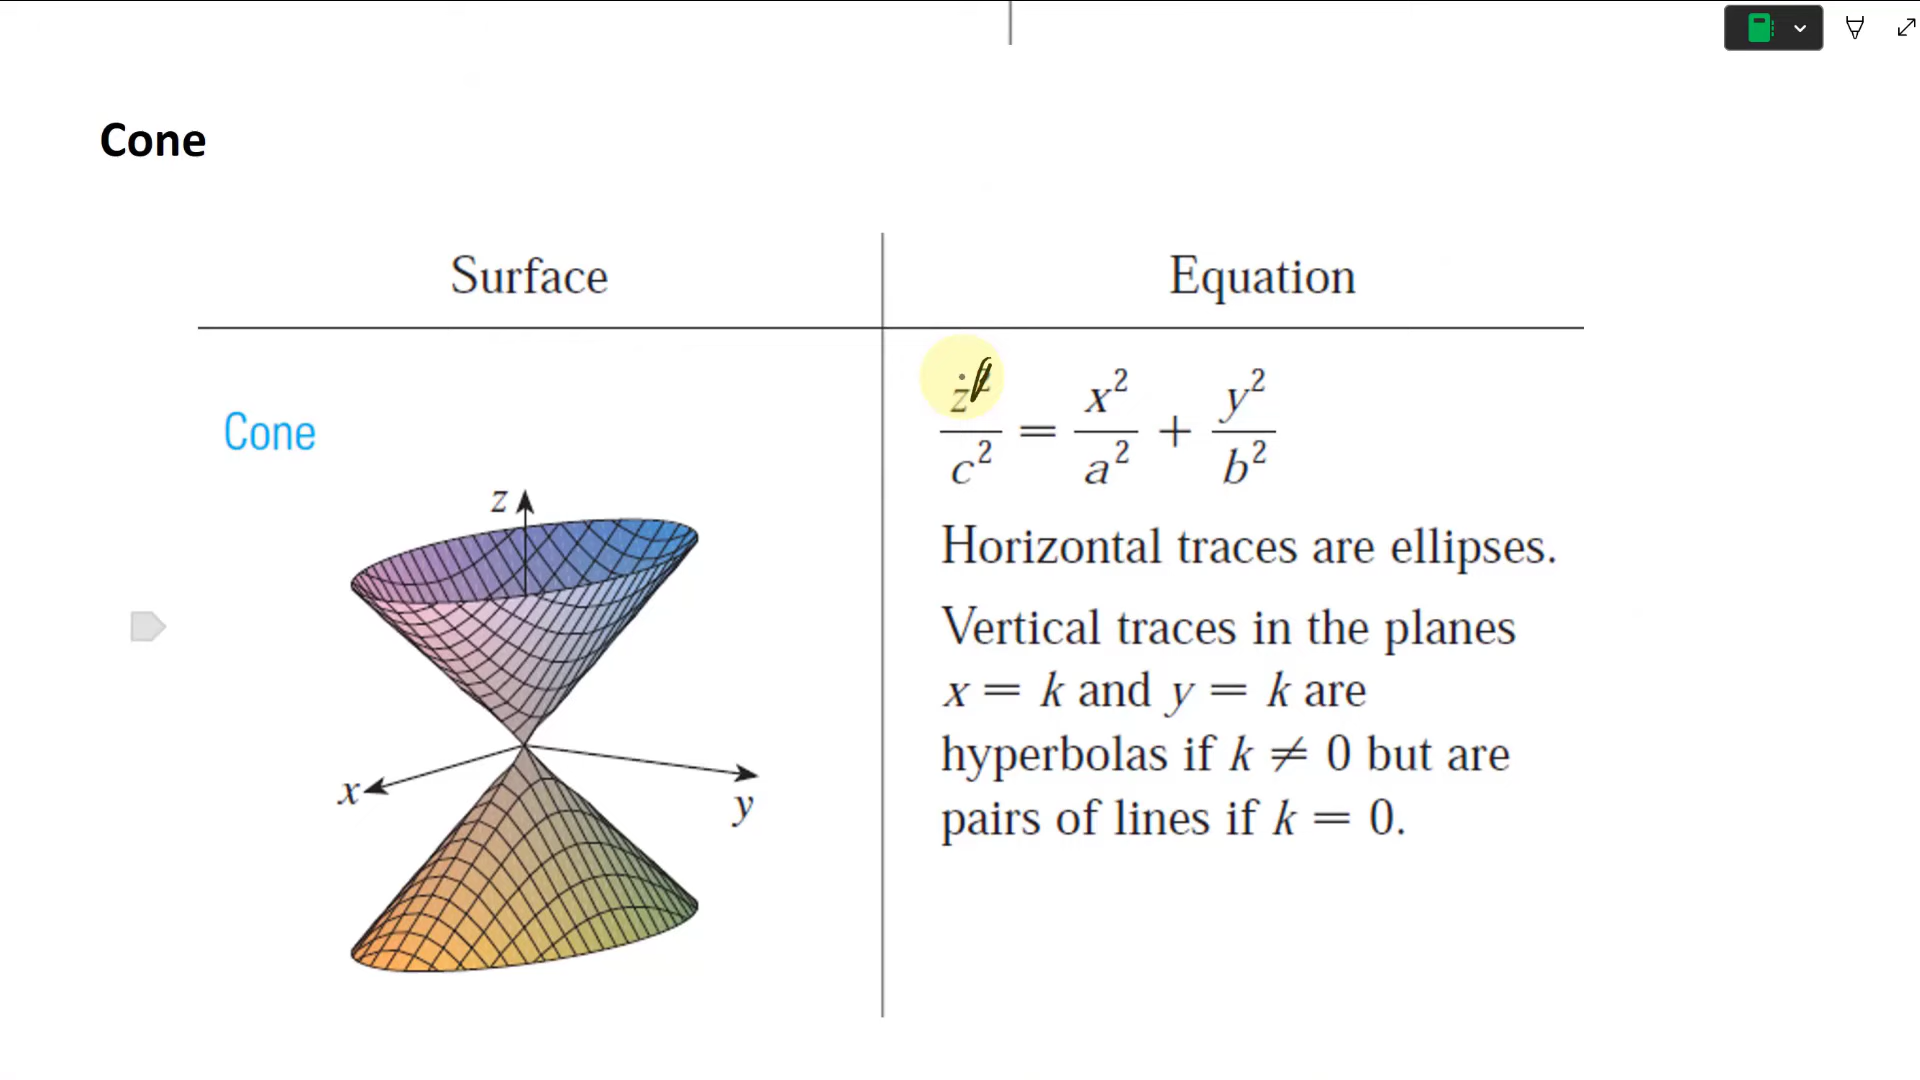 Cone
Surface
Equation
Cone
z
x
y
z²/c² = x²/a² + y²/b²
Horizontal traces are ellipses.
Vertical traces in the planes
x = k and y = k are
hyperbolas if k ≠ 0 but are
pairs of lines if k = 0.